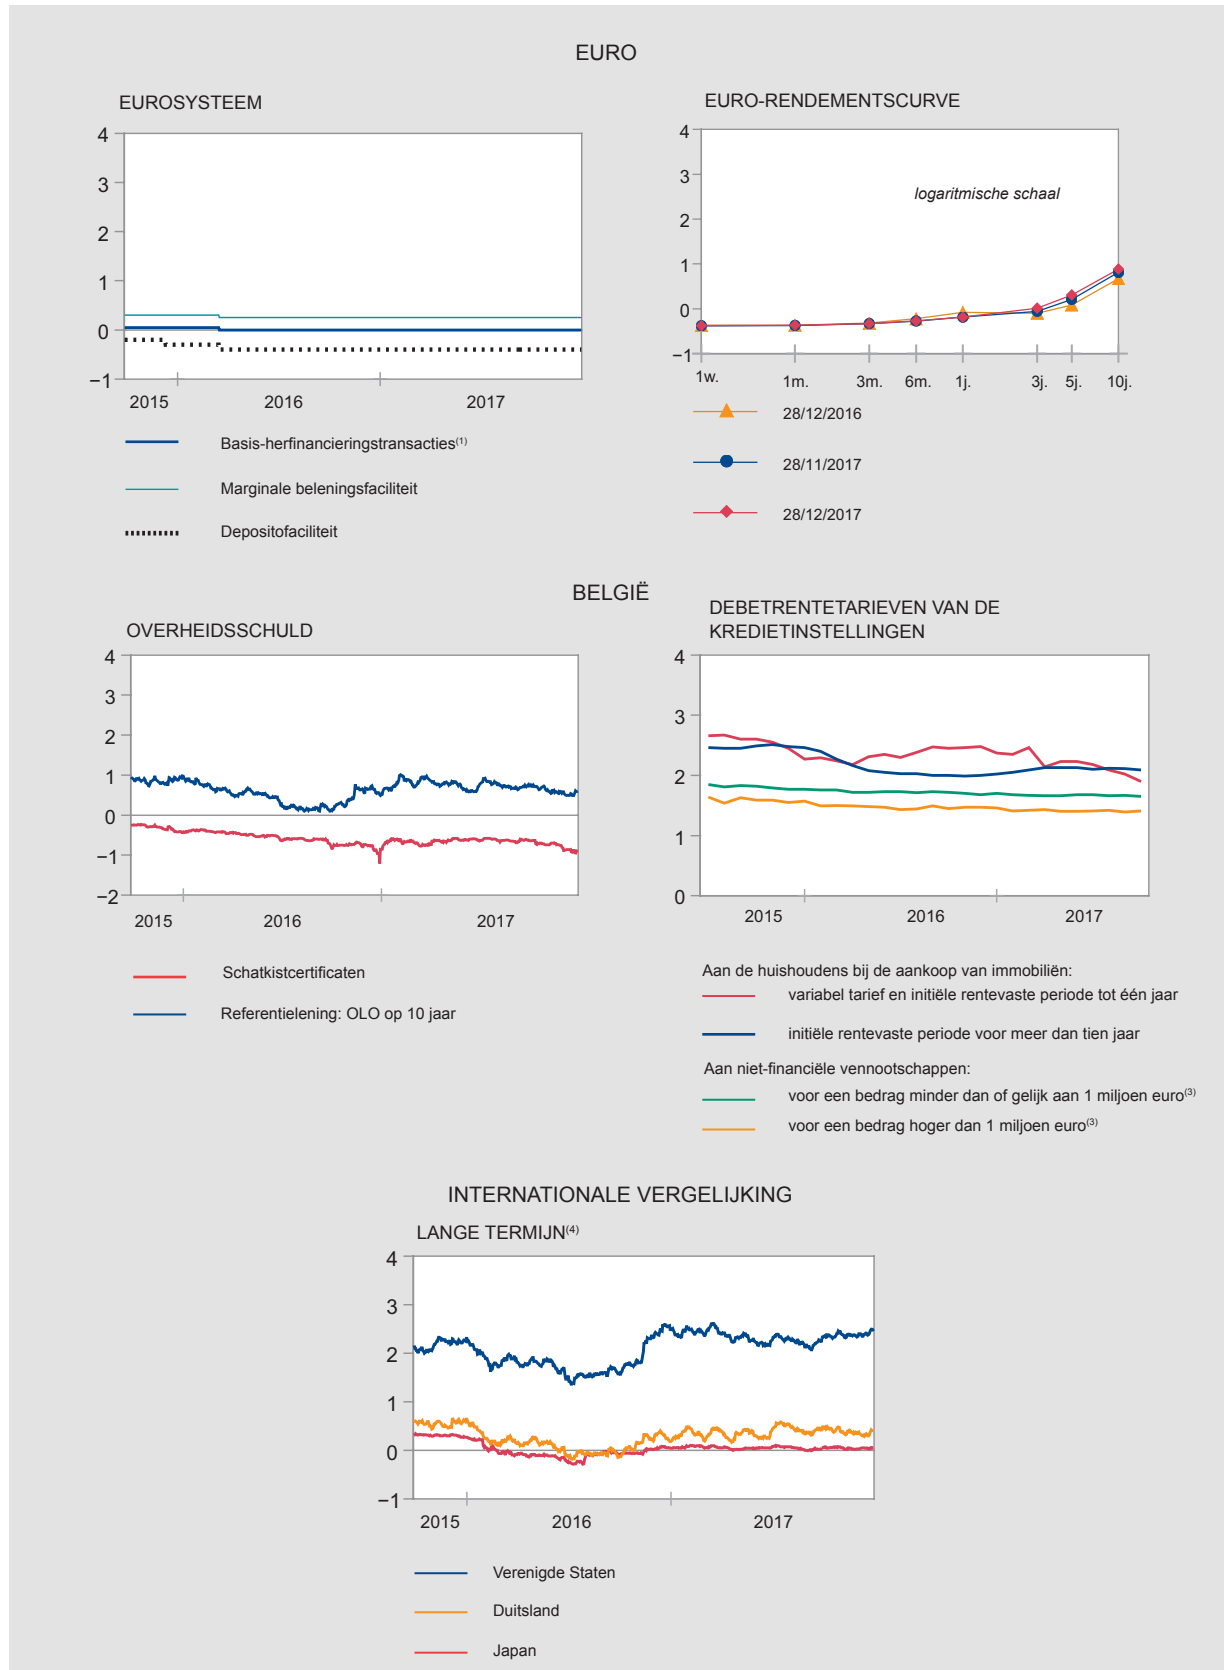 EURO
EUROSYSTEEM
4
3
2
1
0
−1
2015 2016 2017
Basis-herfinancieringstransacties(1)
Marginale beleningsfaciliteit
Depositofaciliteit
EURO-RENDEMENTSCURVE
4
3
2
1
0
−1
logaritmische schaal
1w. 1m. 3m. 6m. 1j. 3j. 5j. 10j.
28/12/2016
28/11/2017
28/12/2017
BELGIË
OVERHEIDSSCHULD
4
3
2
1
0
−1
−2
2015 2016 2017
Schatkistcertificaten
Referentielening: OLO op 10 jaar
DEBETRENTETARIEVEN VAN DE
KREDIETINSTELLINGEN
4
3
2
1
0
2015 2016 2017
Aan de huishoudens bij de aankoop van immobiliën:
variabel tarief en initiële rentevaste periode tot één jaar
initiële rentevaste periode voor meer dan tien jaar
Aan niet-financiële vennootschappen:
voor een bedrag minder dan of gelijk aan 1 miljoen euro(3)
voor een bedrag hoger dan 1 miljoen euro(3)
INTERNATIONALE VERGELIJKING
LANGE TERMIJN(4)
4
3
2
1
0
−1
2015 2016 2017
Verenigde Staten
Duitsland
Japan